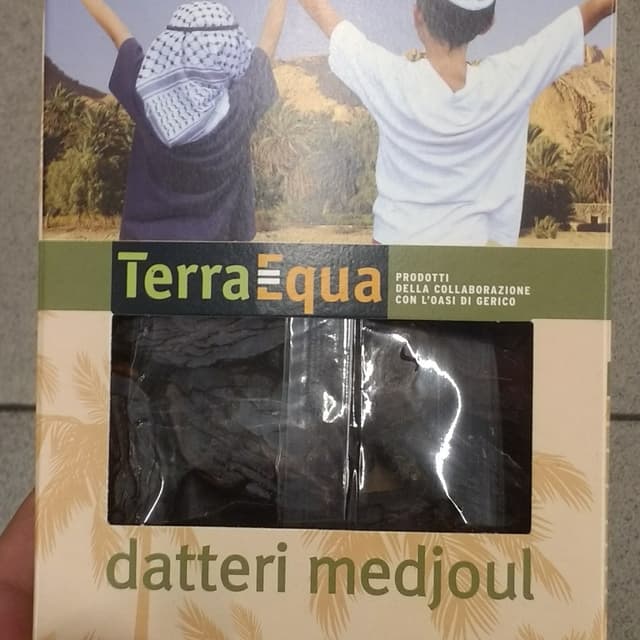 TerraEqua
PRODOTTI
DELLA COLLABORAZIONE
CON L'OASI DI GERICO
datteri medjoul